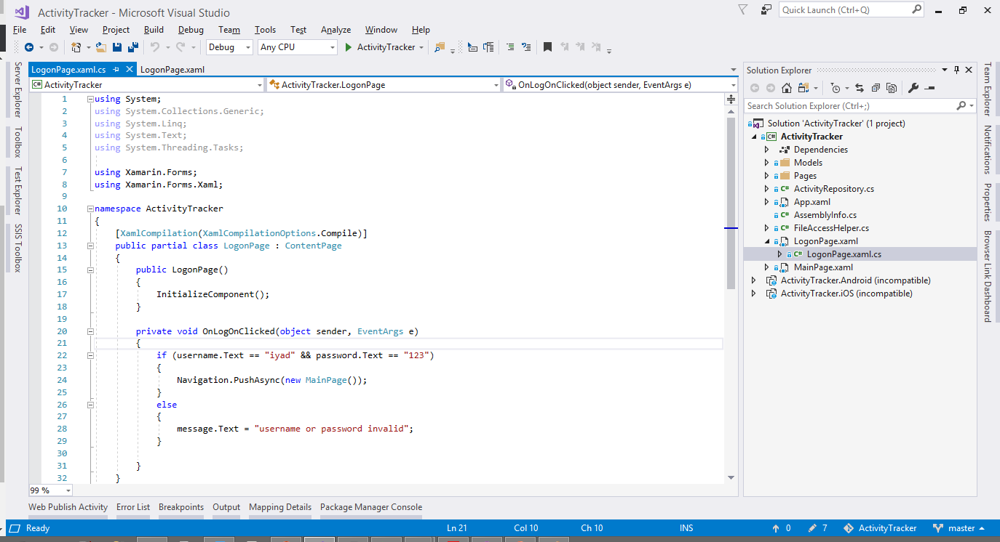 ActivityTracker - Microsoft Visual Studio
Quick Launch (Ctrl+Q)
File Edit View Project Build Debug Team Tools Test Analyze Window Help
Debug Any CPU ActivityTracker
Server Explorer
Toolbox
Test Explorer
SSIS Toolbox
LogonPage.xaml.cs LogonPage.xaml
C# ActivityTracker ActivityTracker.LogonPage OnLogOnClicked(object sender, EventArgs e)
1 using System;
2 using System.Collections.Generic;
3 using System.Linq;
4 using System.Text;
5 using System.Threading.Tasks;
6
7 using Xamarin.Forms;
8 using Xamarin.Forms.Xaml;
9
10 namespace ActivityTracker
11 {
12 [XamlCompilation(XamlCompilationOptions.Compile)]
13 public partial class LogonPage : ContentPage
14 {
15 public LogonPage()
16 {
17 InitializeComponent();
18 }
19
20 private void OnLogOnClicked(object sender, EventArgs e)
21 {
22 if (username.Text == "iyad" && password.Text == "123")
23 {
24 Navigation.PushAsync(new MainPage());
25 }
26 else
27 {
28 message.Text = "username or password invalid";
29 }
30
31 }
32 }
99 %
Solution Explorer
Search Solution Explorer (Ctrl+;)
Solution 'ActivityTracker' (1 project)
C# ActivityTracker
Dependencies
Models
Pages
C# ActivityRepository.cs
App.xaml
C# AssemblyInfo.cs
C# FileAccessHelper.cs
LogonPage.xaml
C# LogonPage.xaml.cs
MainPage.xaml
ActivityTracker.Android (incompatible)
ActivityTracker.iOS (incompatible)
Team Explorer
Notifications
Properties
Browser Link Dashboard
Web Publish Activity Error List Breakpoints Output Mapping Details Package Manager Console
Ready Ln 21 Col 10 Ch 10 INS 0 7 ActivityTracker master